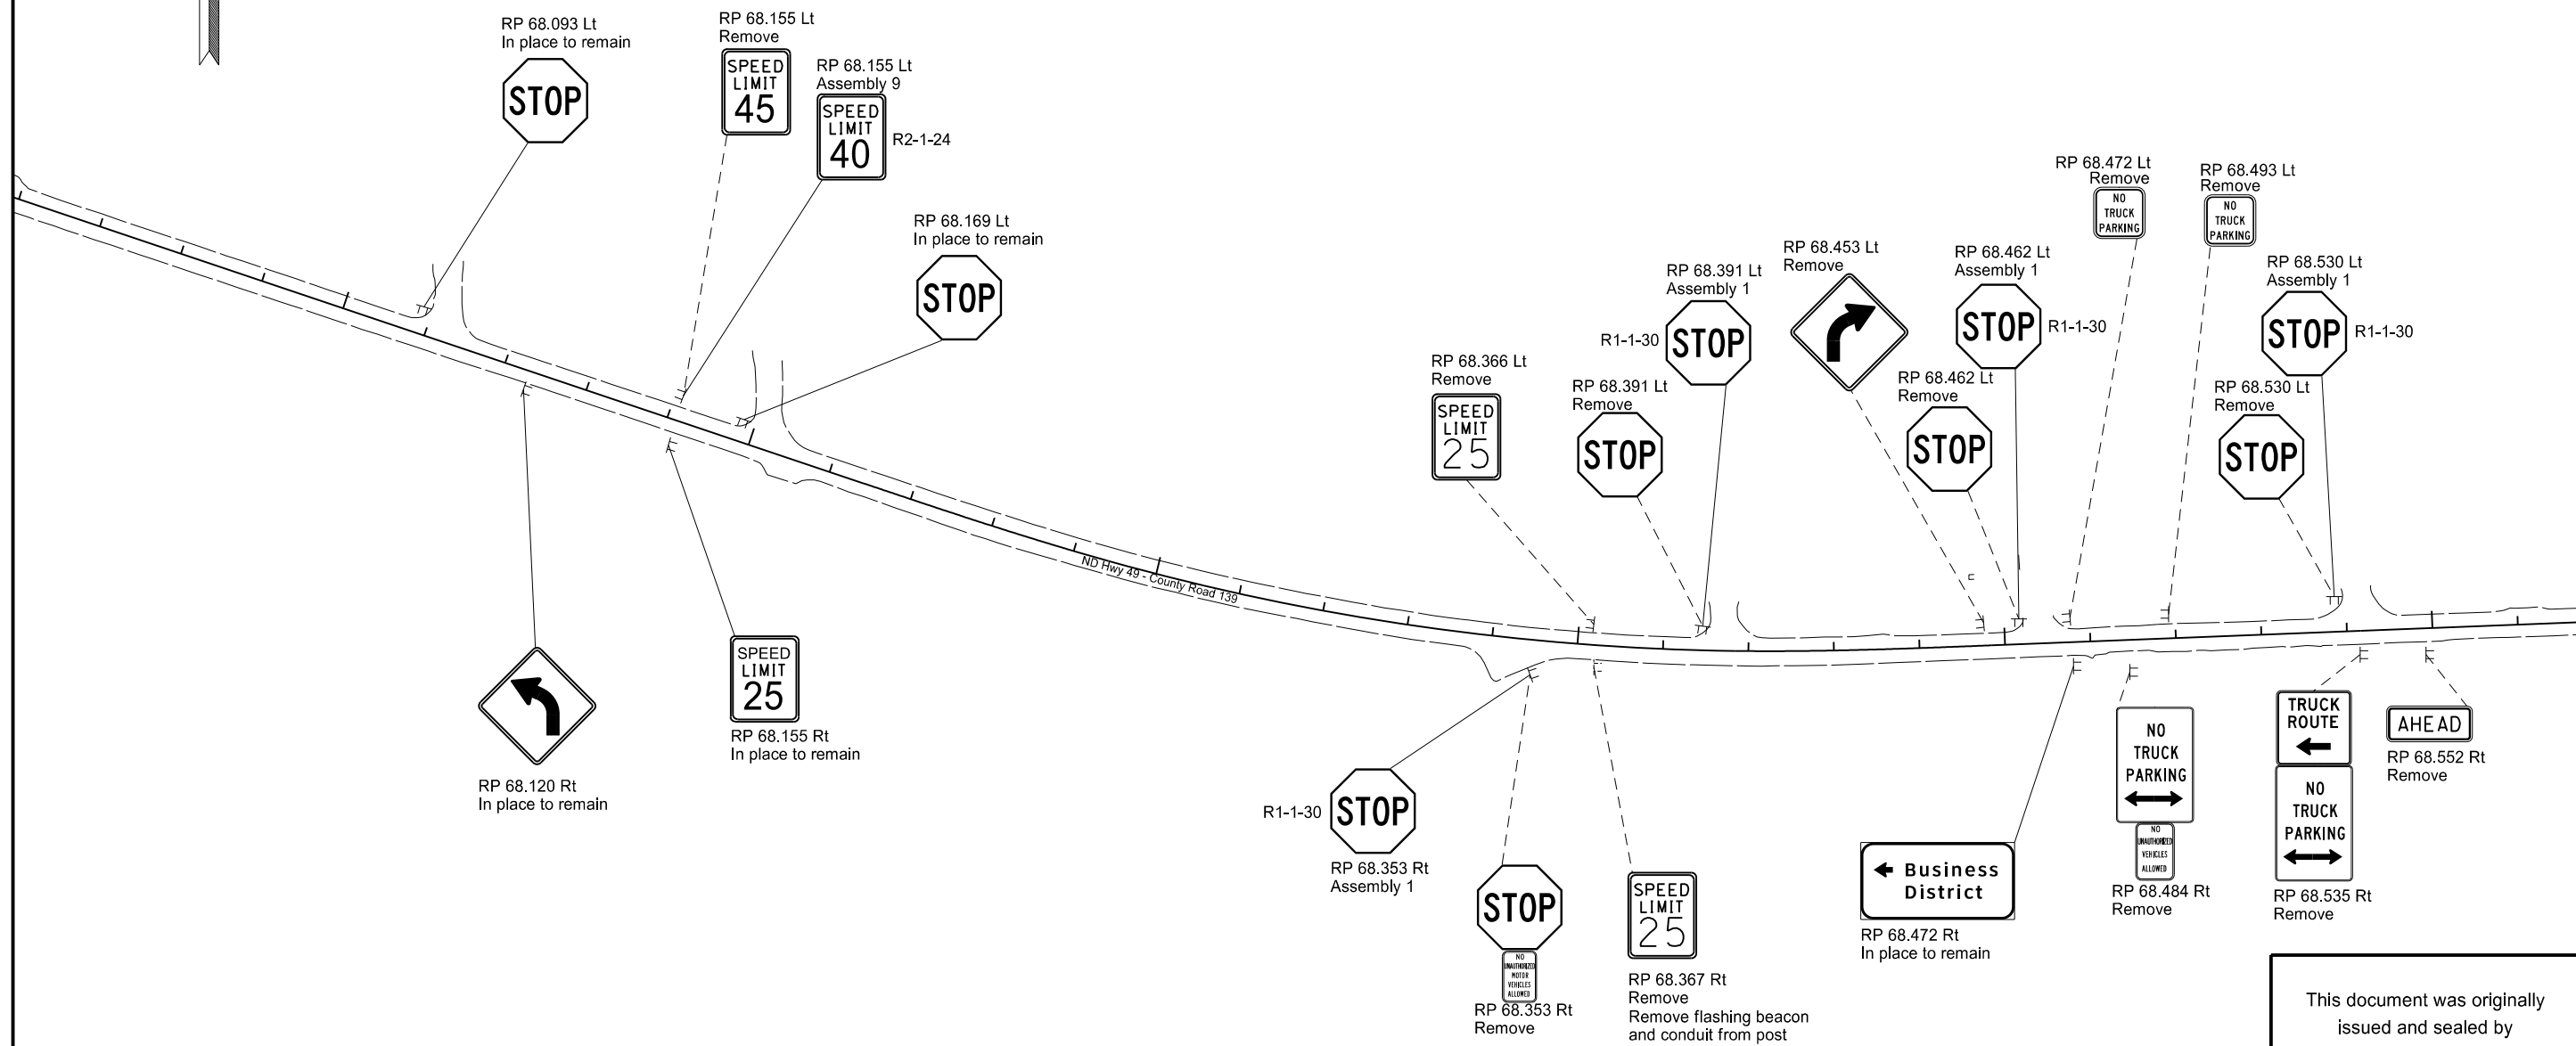 RP 68.093 Lt
In place to remain
STOP
RP 68.155 Lt
Remove
SPEED
LIMIT
45
RP 68.155 Lt
Assembly 9
SPEED
LIMIT
40
R2-1-24
RP 68.169 Lt
In place to remain
STOP
RP 68.120 Rt
In place to remain
SPEED
LIMIT
25
RP 68.155 Rt
In place to remain
ND Hwy 49 - County Road 139
RP 68.366 Lt
Remove
SPEED
LIMIT
25
RP 68.391 Lt
Remove
STOP
RP 68.391 Lt
Assembly 1
R1-1-30
STOP
RP 68.453 Lt
Remove
RP 68.462 Lt
Remove
STOP
RP 68.462 Lt
Assembly 1
STOP
R1-1-30
RP 68.472 Lt
Remove
NO
TRUCK
PARKING
RP 68.493 Lt
Remove
NO
TRUCK
PARKING
RP 68.530 Lt
Assembly 1
STOP
R1-1-30
RP 68.530 Lt
Remove
STOP
R1-1-30
STOP
RP 68.353 Rt
Assembly 1
STOP
NO
UNAUTHORIZED
MOTOR
VEHICLES
ALLOWED
RP 68.353 Rt
Remove
SPEED
LIMIT
25
RP 68.367 Rt
Remove
Remove flashing beacon
and conduit from post
Business
District
RP 68.472 Rt
In place to remain
NO
TRUCK
PARKING
NO
UNAUTHORIZED
VEHICLES
ALLOWED
RP 68.484 Rt
Remove
TRUCK
ROUTE
NO
TRUCK
PARKING
RP 68.535 Rt
Remove
AHEAD
RP 68.552 Rt
Remove
This document was originally
issued and sealed by